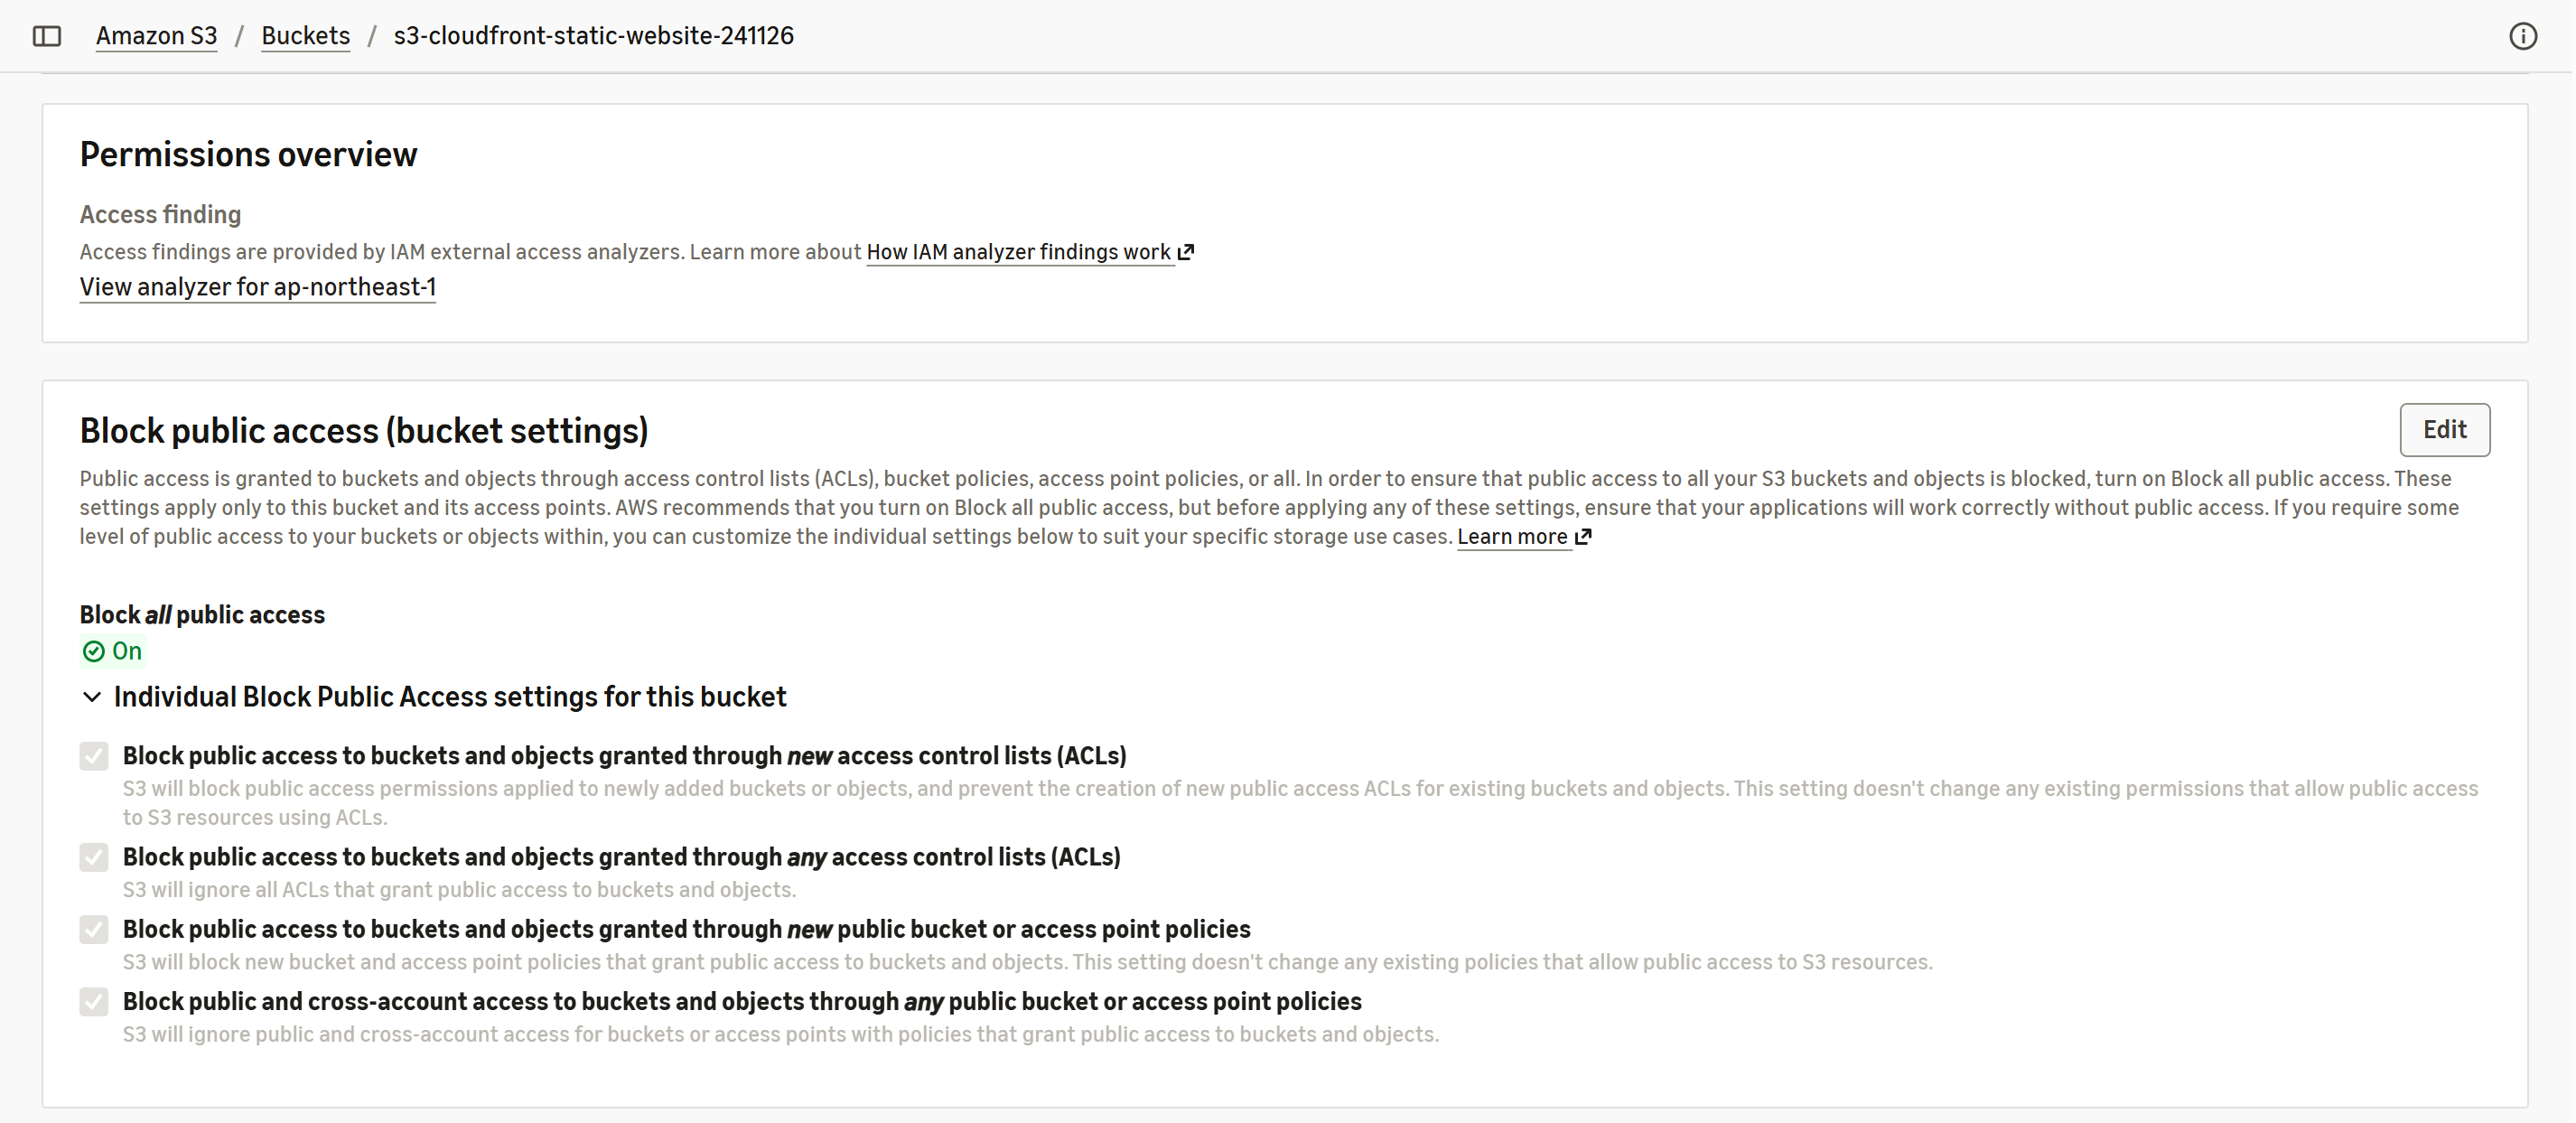 Amazon S3 / Buckets / s3-cloudfront-static-website-241126
Permissions overview
Access finding
Access findings are provided by IAM external access analyzers. Learn more about How IAM analyzer findings work
View analyzer for ap-northeast-1
Block public access (bucket settings)
Edit
Public access is granted to buckets and objects through access control lists (ACLs), bucket policies, access point policies, or all. In order to ensure that public access to all your S3 buckets and objects is blocked, turn on Block all public access. These
settings apply only to this bucket and its access points. AWS recommends that you turn on Block all public access, but before applying any of these settings, ensure that your applications will work correctly without public access. If you require some
level of public access to your buckets or objects within, you can customize the individual settings below to suit your specific storage use cases. Learn more
Block all public access
On
Individual Block Public Access settings for this bucket
Block public access to buckets and objects granted through new access control lists (ACLs)
S3 will block public access permissions applied to newly added buckets or objects, and prevent the creation of new public access ACLs for existing buckets and objects. This setting doesn't change any existing permissions that allow public access
to S3 resources using ACLs.
Block public access to buckets and objects granted through any access control lists (ACLs)
S3 will ignore all ACLs that grant public access to buckets and objects.
Block public access to buckets and objects granted through new public bucket or access point policies
S3 will block new bucket and access point policies that grant public access to buckets and objects. This setting doesn't change any existing policies that allow public access to S3 resources.
Block public and cross-account access to buckets and objects through any public bucket or access point policies
S3 will ignore public and cross-account access for buckets or access points with policies that grant public access to buckets and objects.